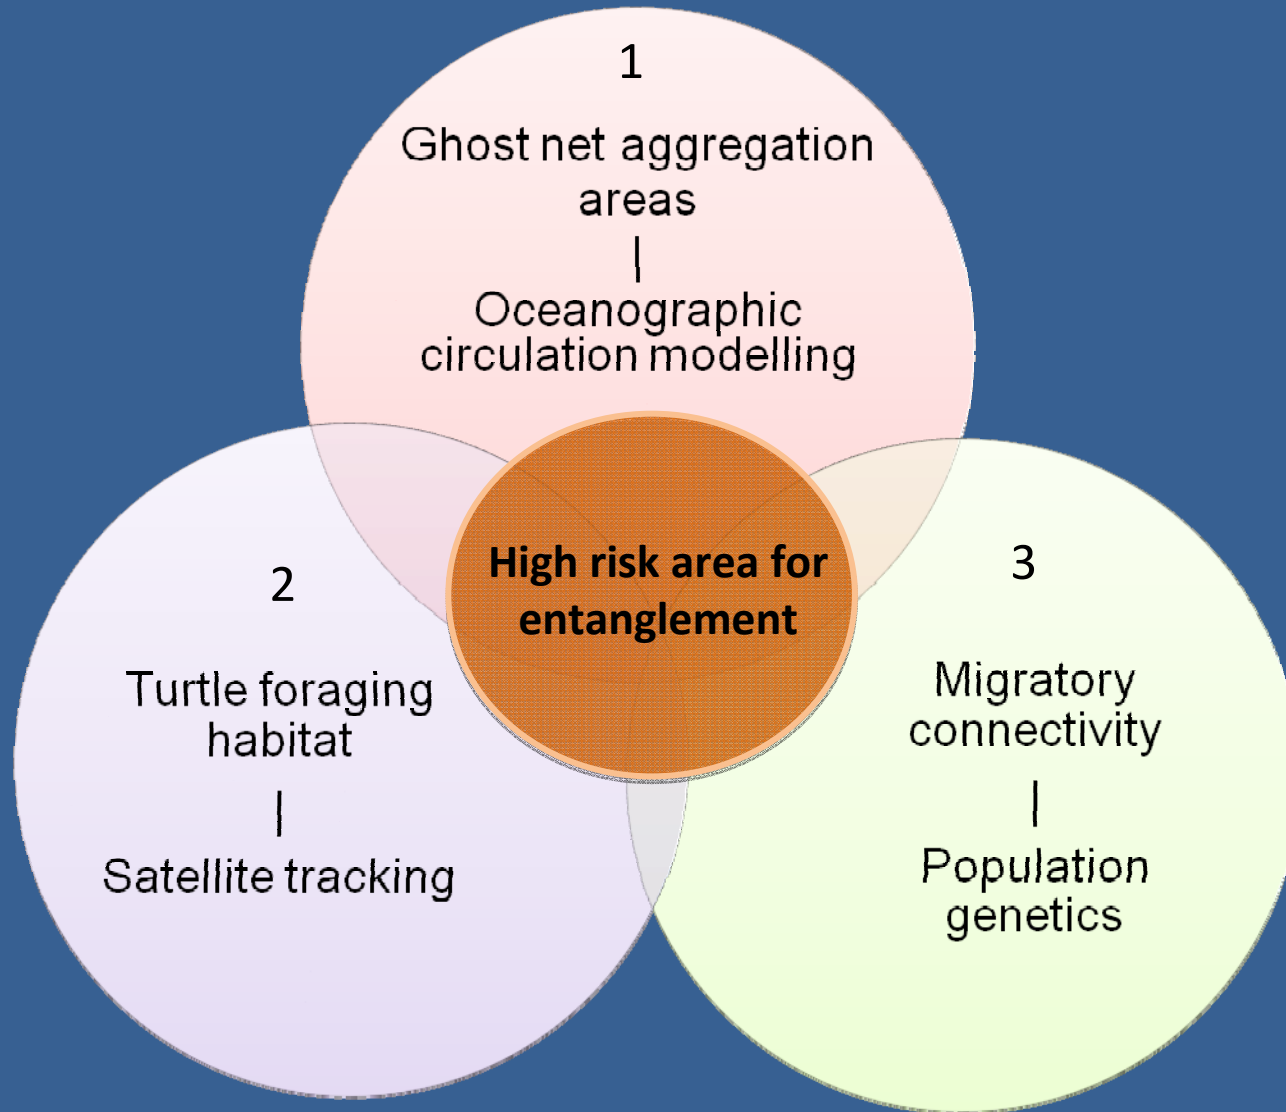 1
Ghost net aggregation
areas
|
Oceanographic
circulation modelling
High risk area for
entanglement
2
Turtle foraging
habitat
|
Satellite tracking
3
Migratory
connectivity
|
Population
genetics